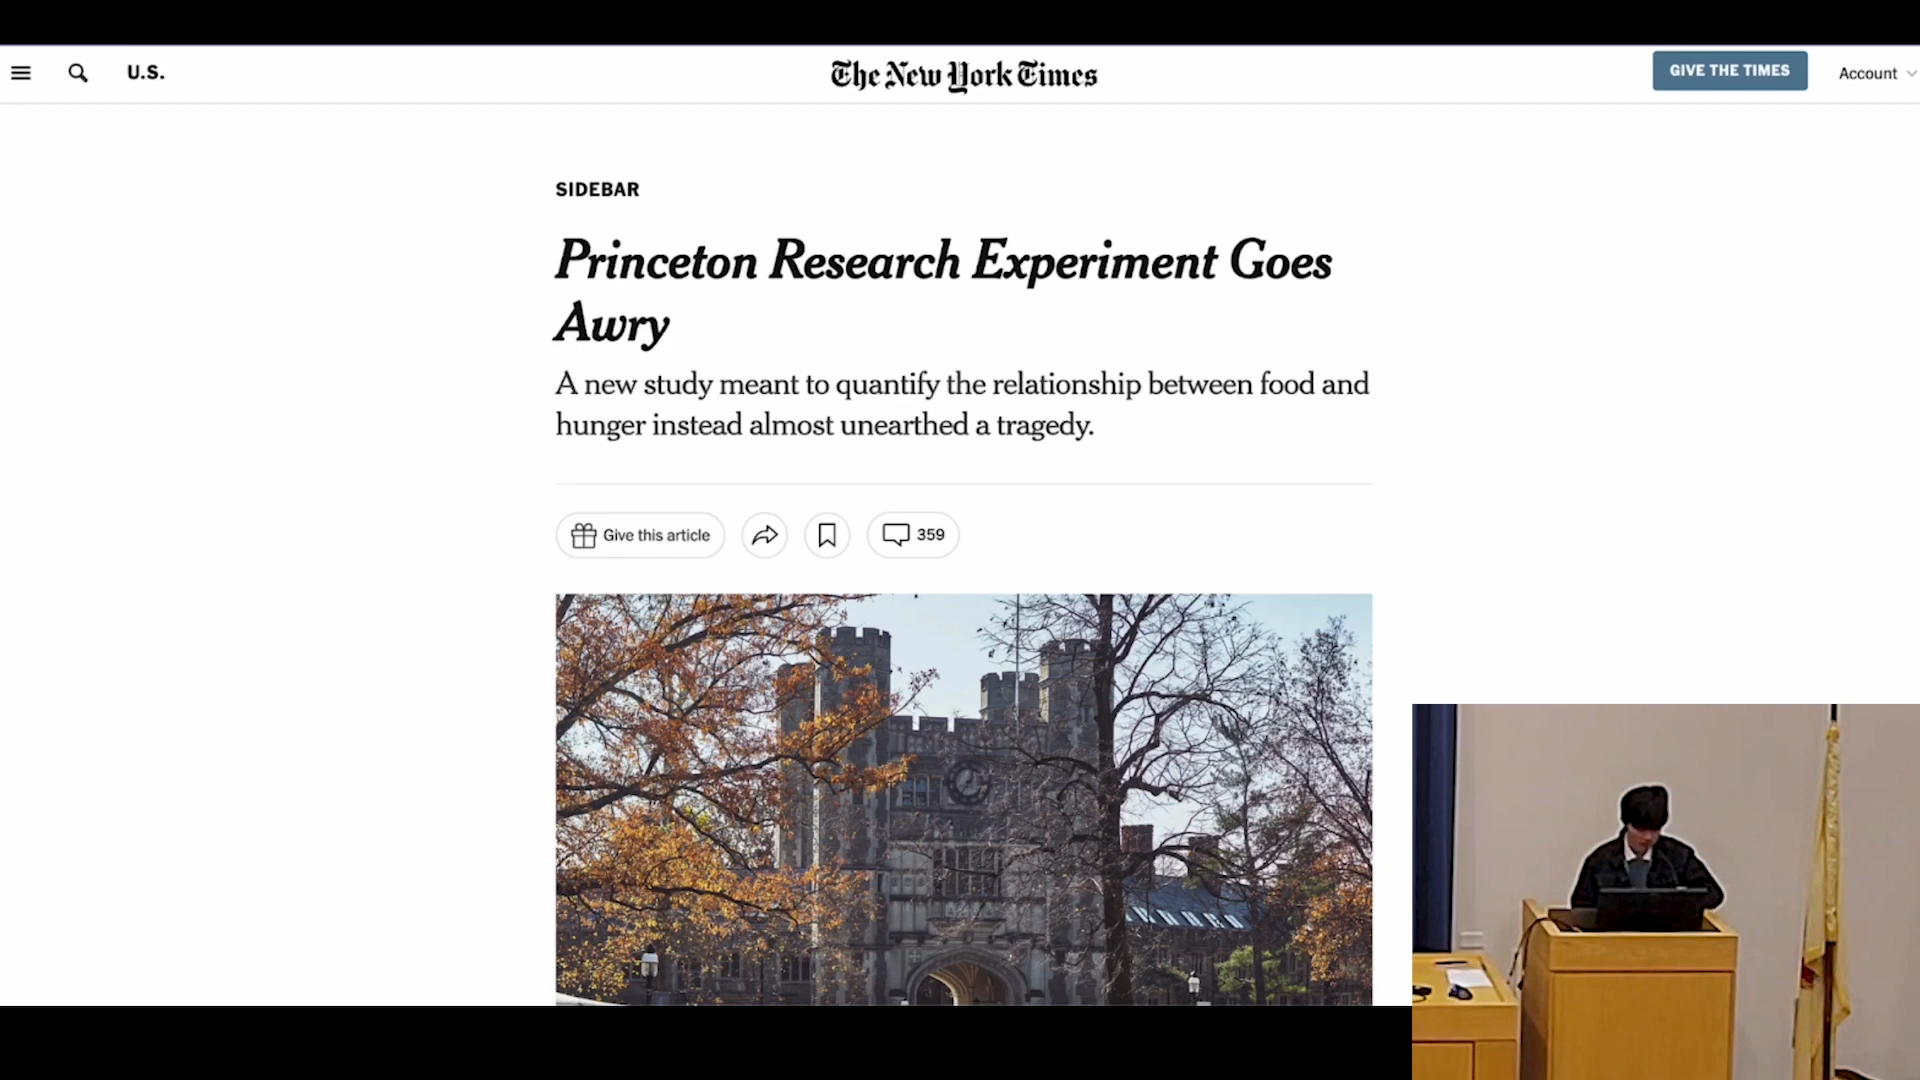 U.S.
The New York Times
GIVE THE TIMES
Account
SIDEBAR
Princeton Research Experiment Goes
Awry
A new study meant to quantify the relationship between food and
hunger instead almost unearthed a tragedy.
Give this article
359